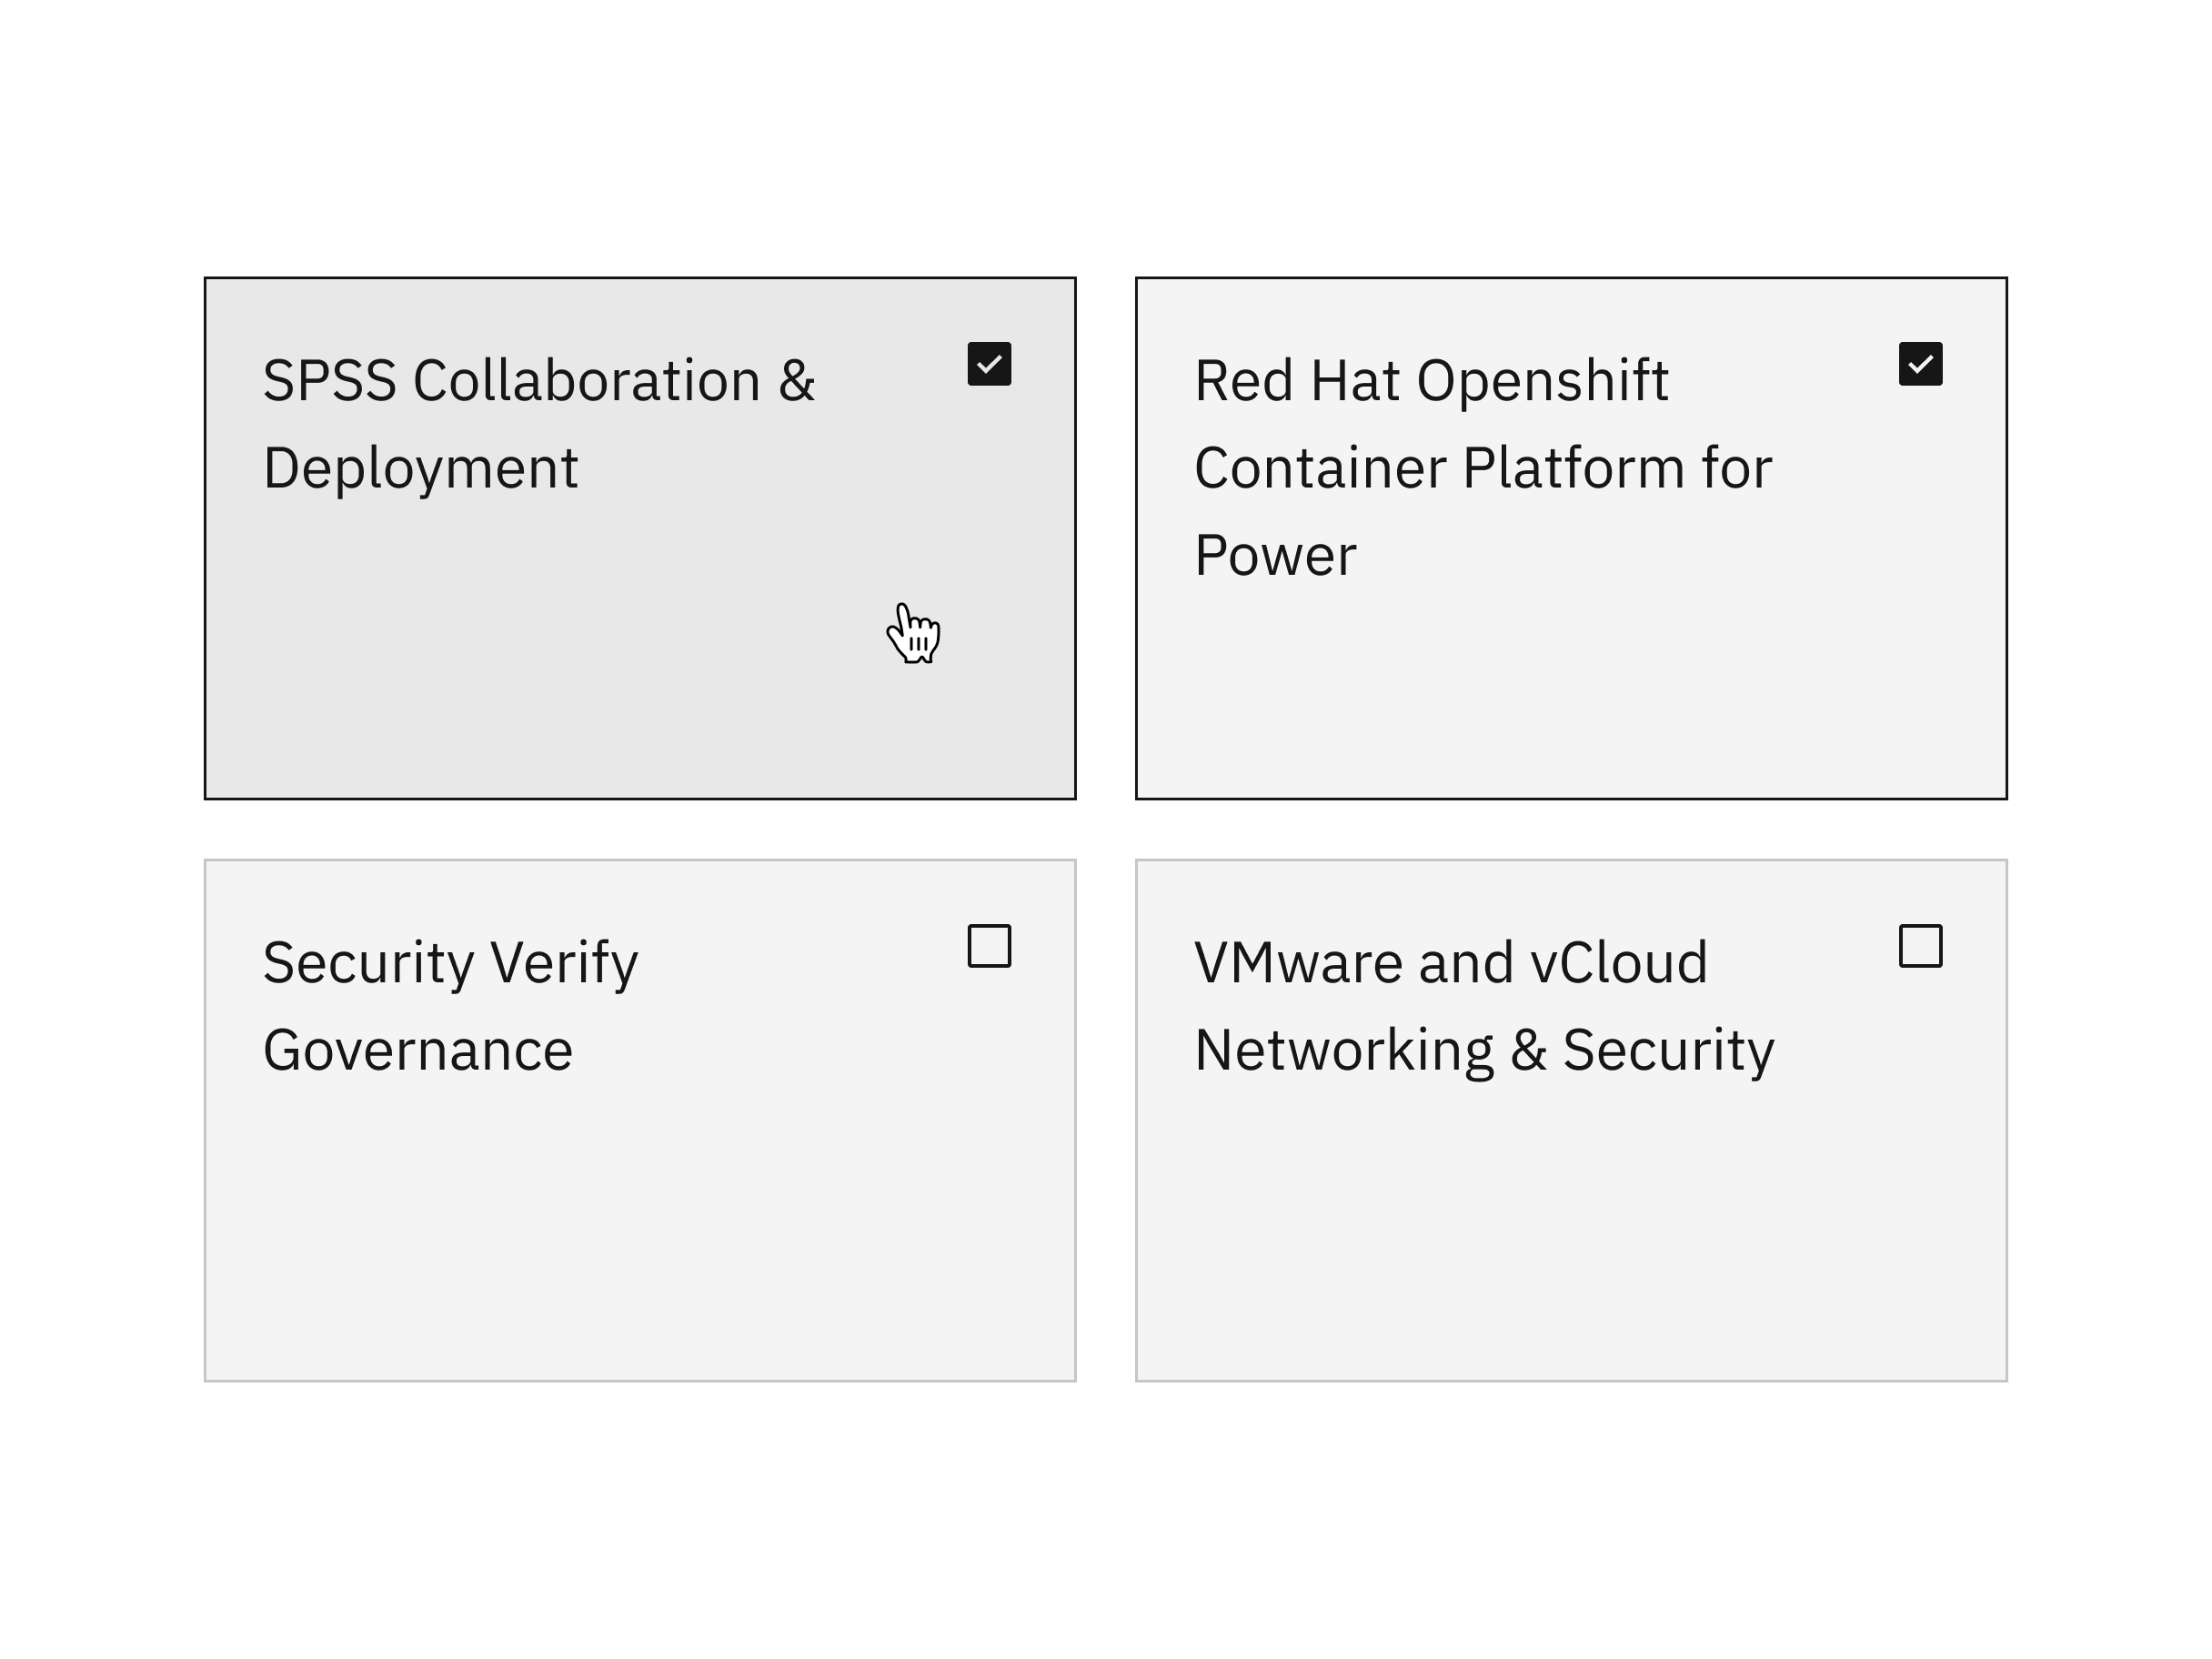 SPSS Collaboration &
Deployment
Red Hat Openshift
Container Platform for
Power
Security Verify
Governance
VMware and vCloud
Networking & Security